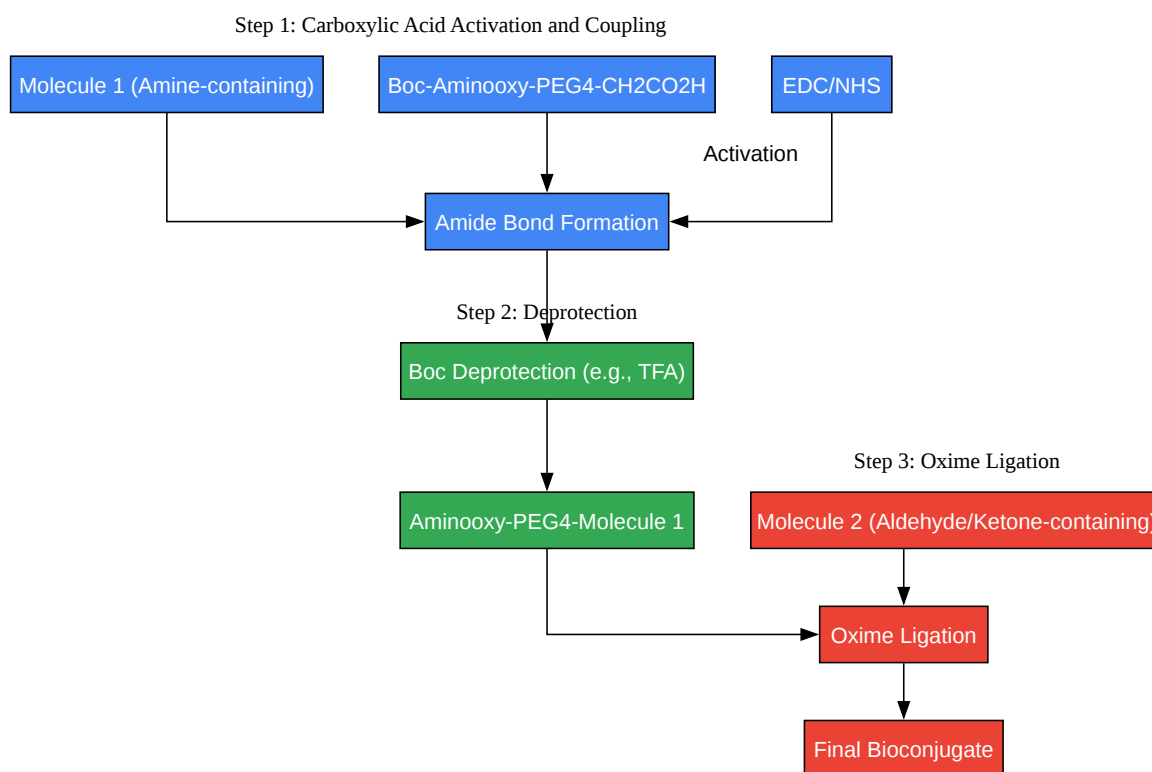 Step 1: Carboxylic Acid Activation and Coupling
Molecule 1 (Amine-containing)
Boc-Aminooxy-PEG4-CH2CO2H
EDC/NHS
Activation
Amide Bond Formation
Step 2: Deprotection
Boc Deprotection (e.g., TFA)
Step 3: Oxime Ligation
Aminooxy-PEG4-Molecule 1
Molecule 2 (Aldehyde/Ketone-containing)
Oxime Ligation
Final Bioconjugate